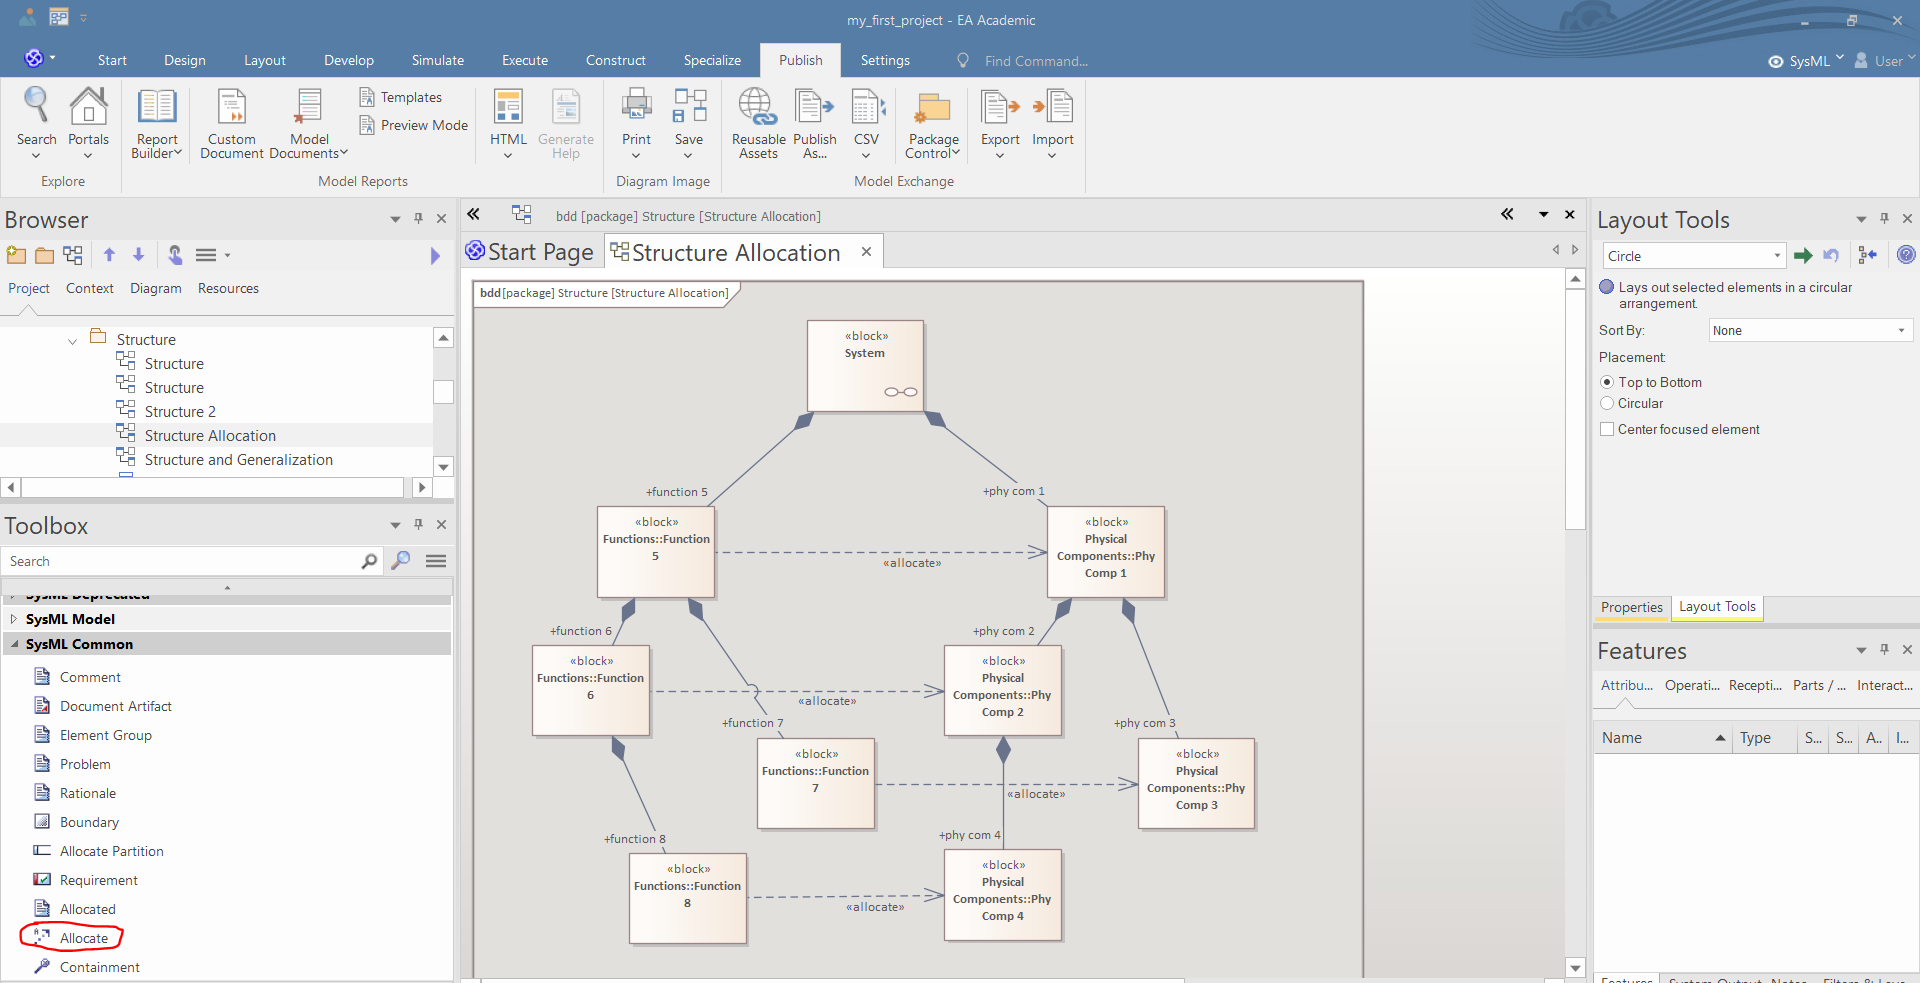 my_first_project - EA Academic
Start Design Layout Develop Simulate Execute Construct Specialize Publish Settings Find Command... SysML User
Search
Portals
Explore
Report Builder
Custom Document
Model Documents
Templates
Preview Mode
Model Reports
HTML
Generate Help
Print
Save
Diagram Image
Reusable Assets
Publish As...
CSV
Package Control
Export
Import
Model Exchange
Browser
Project Context Diagram Resources
Structure
Structure
Structure
Structure 2
Structure Allocation
Structure and Generalization
Toolbox
Search
SysML Deprecated
SysML Model
SysML Common
Comment
Document Artifact
Element Group
Problem
Rationale
Boundary
Allocate Partition
Requirement
Allocated
Allocate
Containment
bdd [package] Structure [Structure Allocation]
Start Page
Structure Allocation
bdd [package] Structure [Structure Allocation]
«block»
System
+function 5
+phy com 1
«block»
Functions::Function
5
«allocate»
«block»
Physical
Components::Phy
Comp 1
+function 6
+phy com 2
«block»
Functions::Function
6
«allocate»
«block»
Physical
Components::Phy
Comp 2
+function 7
+phy com 3
«block»
Functions::Function
7
«allocate»
«block»
Physical
Components::Phy
Comp 3
+function 8
+phy com 4
«block»
Functions::Function
8
«allocate»
«block»
Physical
Components::Phy
Comp 4
Layout Tools
Circle
Lays out selected elements in a circular
arrangement.
Sort By: None
Placement:
Top to Bottom
Circular
Center focused element
Properties Layout Tools
Features
Attribu... Operati... Recepti... Parts / ... Interact...
Name Type S... S... A.. I...
Features System Output Notes Filters &